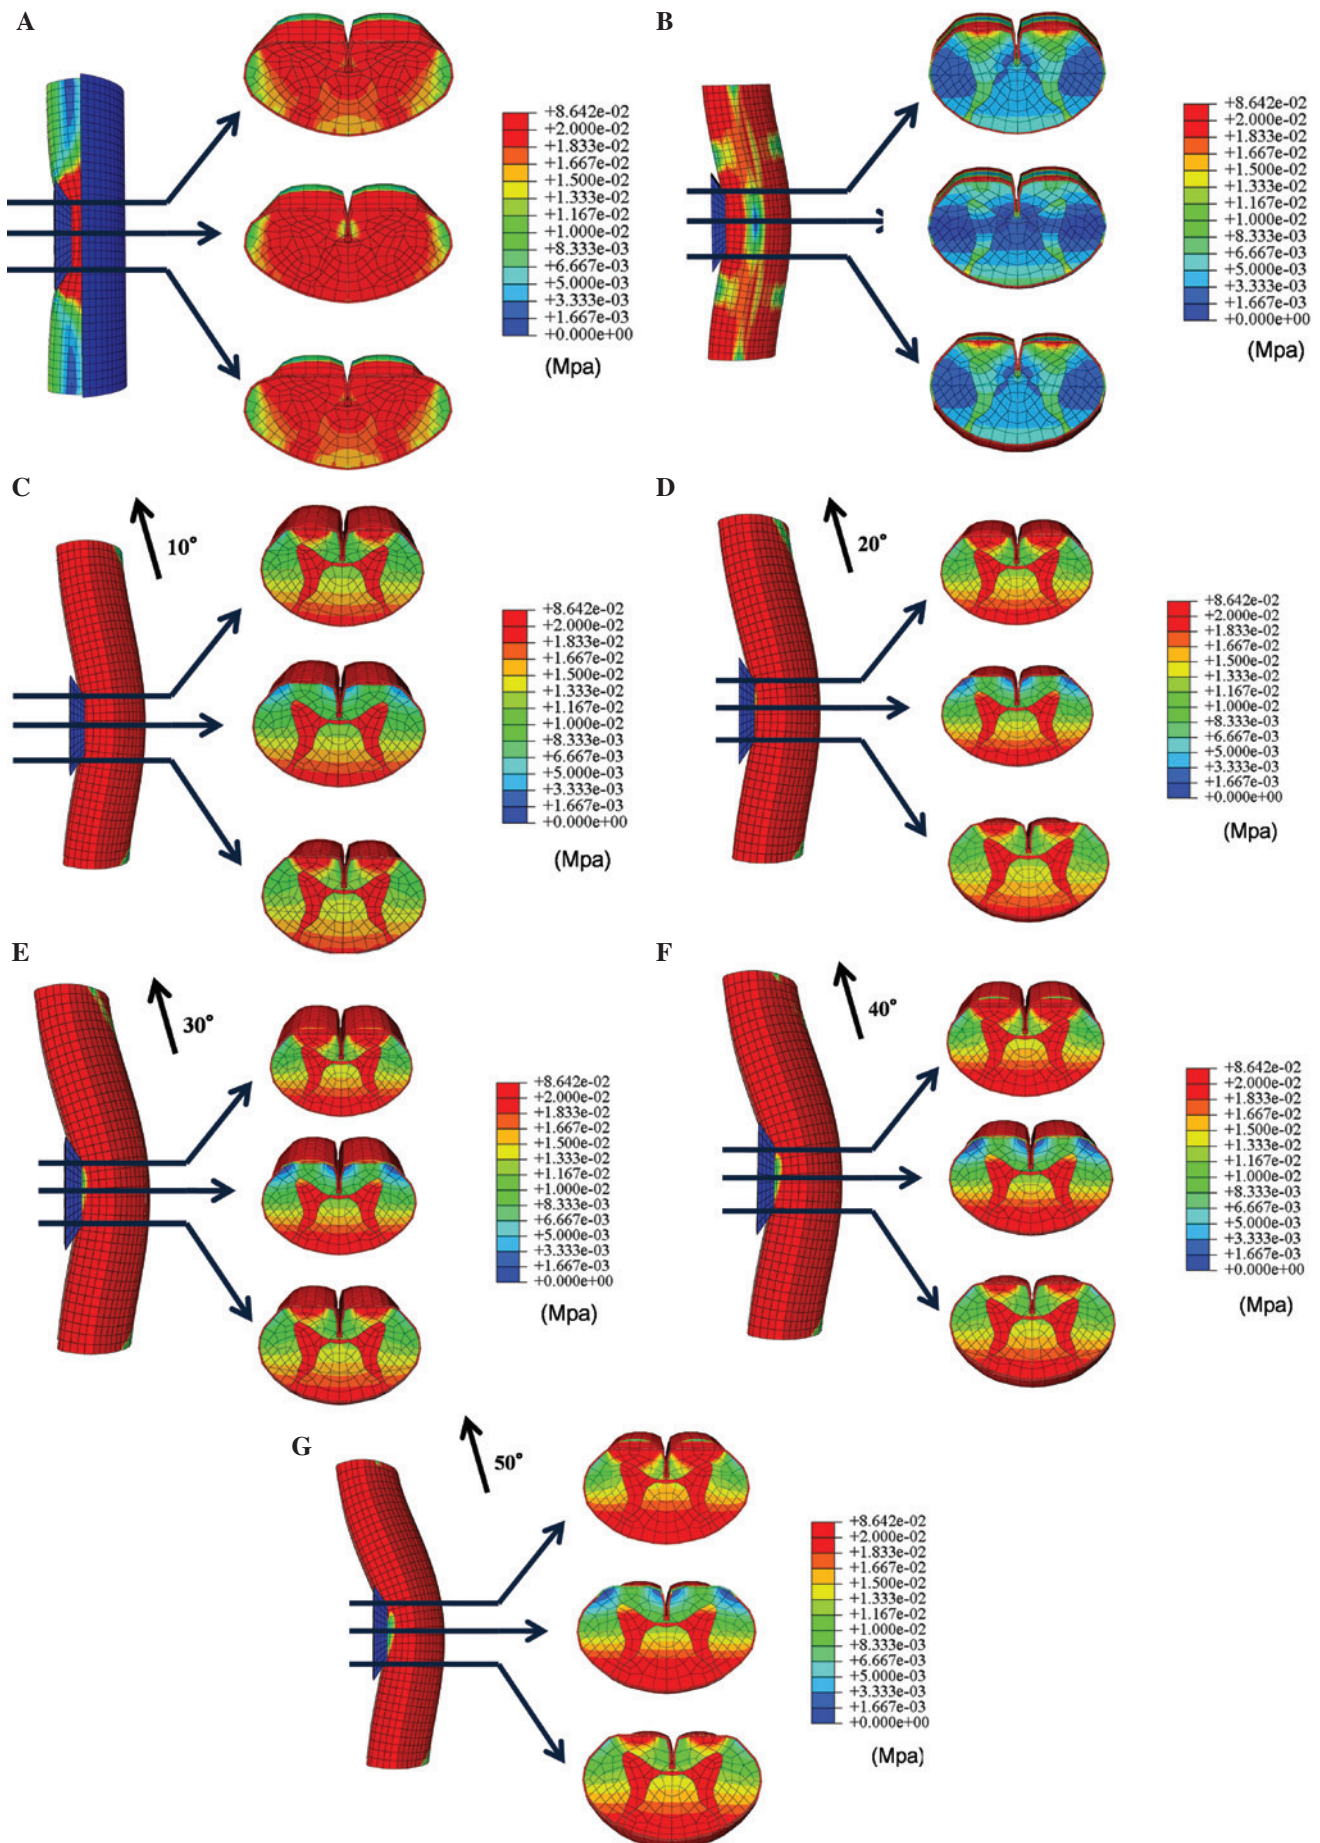 A
+8.642e-02
+2.000e-02
+1.833e-02
+1.667e-02
+1.500e-02
+1.333e-02
+1.167e-02
+1.000e-02
+8.333e-03
+6.667e-03
+5.000e-03
+3.333e-03
+1.667e-03
+0.000e+00
(Mpa)
B
+8.642e-02
+2.000e-02
+1.833e-02
+1.667e-02
+1.500e-02
+1.333e-02
+1.167e-02
+1.000e-02
+8.333e-03
+6.667e-03
+5.000e-03
+3.333e-03
+1.667e-03
+0.000e+00
(Mpa)
C
10°
+8.642e-02
+2.000e-02
+1.833e-02
+1.667e-02
+1.500e-02
+1.333e-02
+1.167e-02
+1.000e-02
+8.333e-03
+6.667e-03
+5.000e-03
+3.333e-03
+1.667e-03
+0.000e+00
(Mpa)
D
20°
+8.642e-02
+2.000e-02
+1.833e-02
+1.667e-02
+1.500e-02
+1.333e-02
+1.167e-02
+1.000e-02
+8.333e-03
+6.667e-03
+5.000e-03
+3.333e-03
+1.667e-03
+0.000e+00
(Mpa)
E
30°
+8.642e-02
+2.000e-02
+1.833e-02
+1.667e-02
+1.500e-02
+1.333e-02
+1.167e-02
+1.000e-02
+8.333e-03
+6.667e-03
+5.000e-03
+3.333e-03
+1.667e-03
+0.000e+00
(Mpa)
F
40°
+8.642e-02
+2.000e-02
+1.833e-02
+1.667e-02
+1.500e-02
+1.333e-02
+1.167e-02
+1.000e-02
+8.333e-03
+6.667e-03
+5.000e-03
+3.333e-03
+1.667e-03
+0.000e+00
(Mpa)
G
50°
+8.642e-02
+2.000e-02
+1.833e-02
+1.667e-02
+1.500e-02
+1.333e-02
+1.167e-02
+1.000e-02
+8.333e-03
+6.667e-03
+5.000e-03
+3.333e-03
+1.667e-03
+0.000e+00
(Mpa)